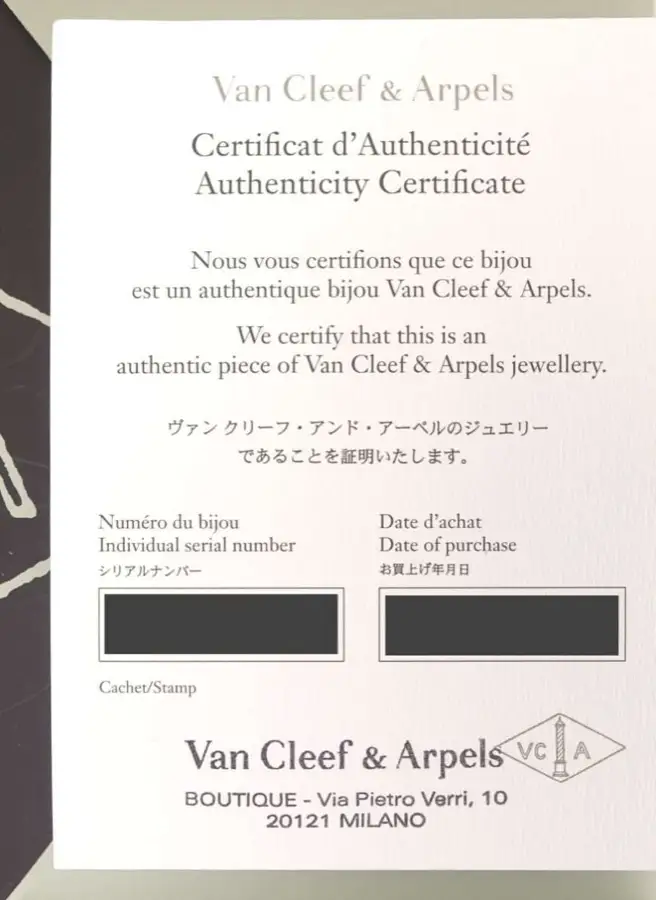 Van Cleef & Arpels
Certificat d'Authenticité
Authenticity Certificate
Nous vous certifions que ce bijou
est un authentique bijou Van Cleef & Arpels.
We certify that this is an
authentic piece of Van Cleef & Arpels jewellery.
ヴァン クリーフ・アンド・アーペルのジュエリー
であることを証明いたします。
Numéro du bijou
Individual serial number
シリアルナンバー
Date d'achat
Date of purchase
お買上げ年月日
Cachet/Stamp
Van Cleef & Arpels
VC A
BOUTIQUE - Via Pietro Verri, 10
20121 MILANO